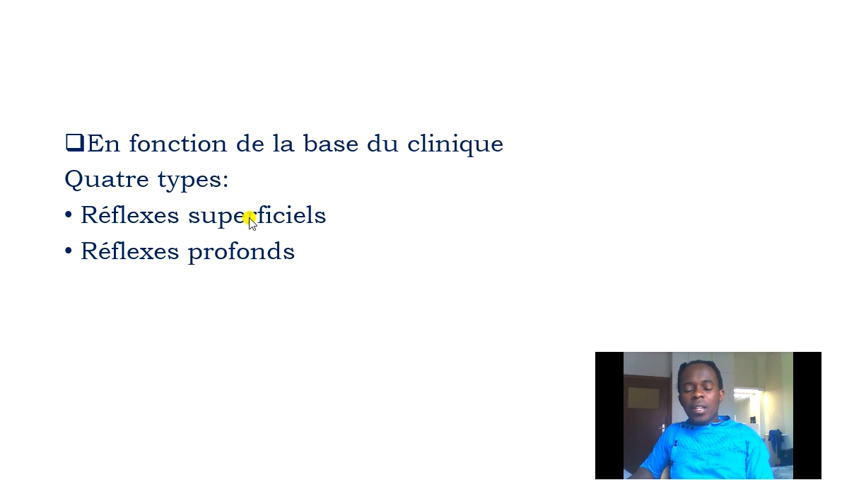 ❑En fonction de la base du clinique
Quatre types:
• Réflexes superficiels
• Réflexes profonds